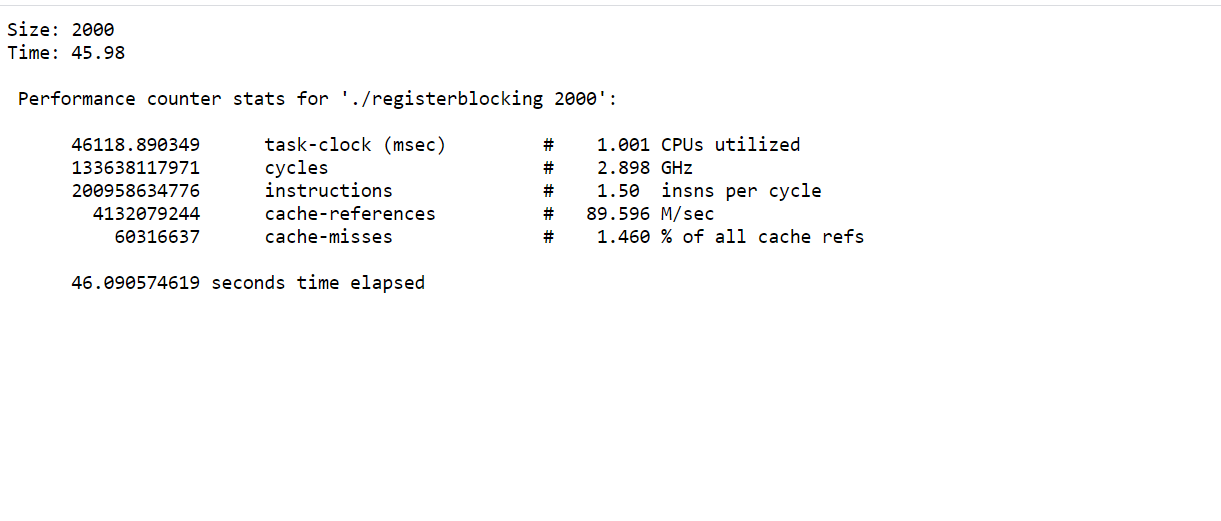 Size: 2000
Time: 45.98
Performance counter stats for './registerblocking 2000':
46118.890349 task-clock (msec) # 1.001 CPUs utilized
133638117971 cycles # 2.898 GHz
200958634776 instructions # 1.50 insns per cycle
4132079244 cache-references # 89.596 M/sec
60316637 cache-misses # 1.460 % of all cache refs
46.090574619 seconds time elapsed